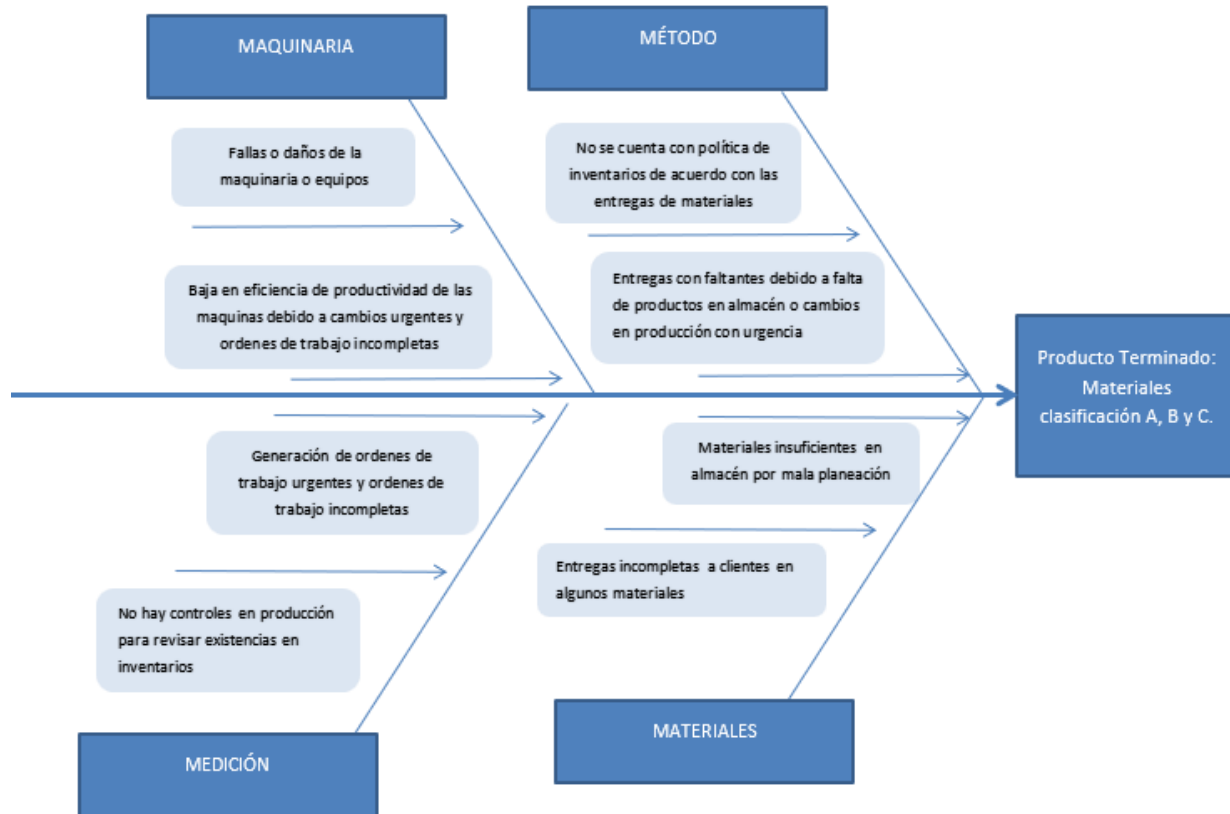 MAQUINARIA
MÉTODO
Fallas o daños de la
maquinaria o equipos
No se cuenta con política de
inventarios de acuerdo con las
entregas de materiales
Baja en eficiencia de productividad de las
maquinas debido a cambios urgentes y
ordenes de trabajo incompletas
Entregas con faltantes debido a falta
de productos en almacén o cambios
en producción con urgencia
Producto Terminado:
Materiales
clasificación A, B y C.
Generación de ordenes de
trabajo urgentes y ordenes de
trabajo incompletas
Materiales insuficientes en
almacén por mala planeación
No hay controles en producción
para revisar existencias en
inventarios
Entregas incompletas a clientes en
algunos materiales
MEDICIÓN
MATERIALES